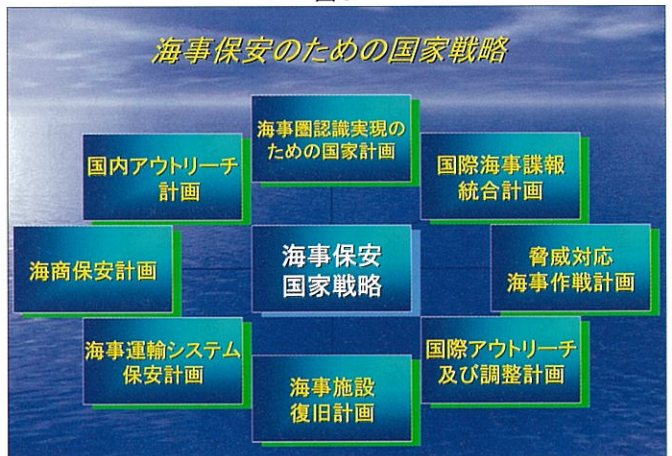 海事保安のための国家戦略
海事圏認識実現の
ための国家計画
国内アウトリーチ
計画
国際海事諜報
統合計画
海商保安計画
海事保安
国家戦略
脅威対応
海事作戦計画
海事運輸システム
保安計画
海事施設
復旧計画
国際アウトリーチ
及び調整計画